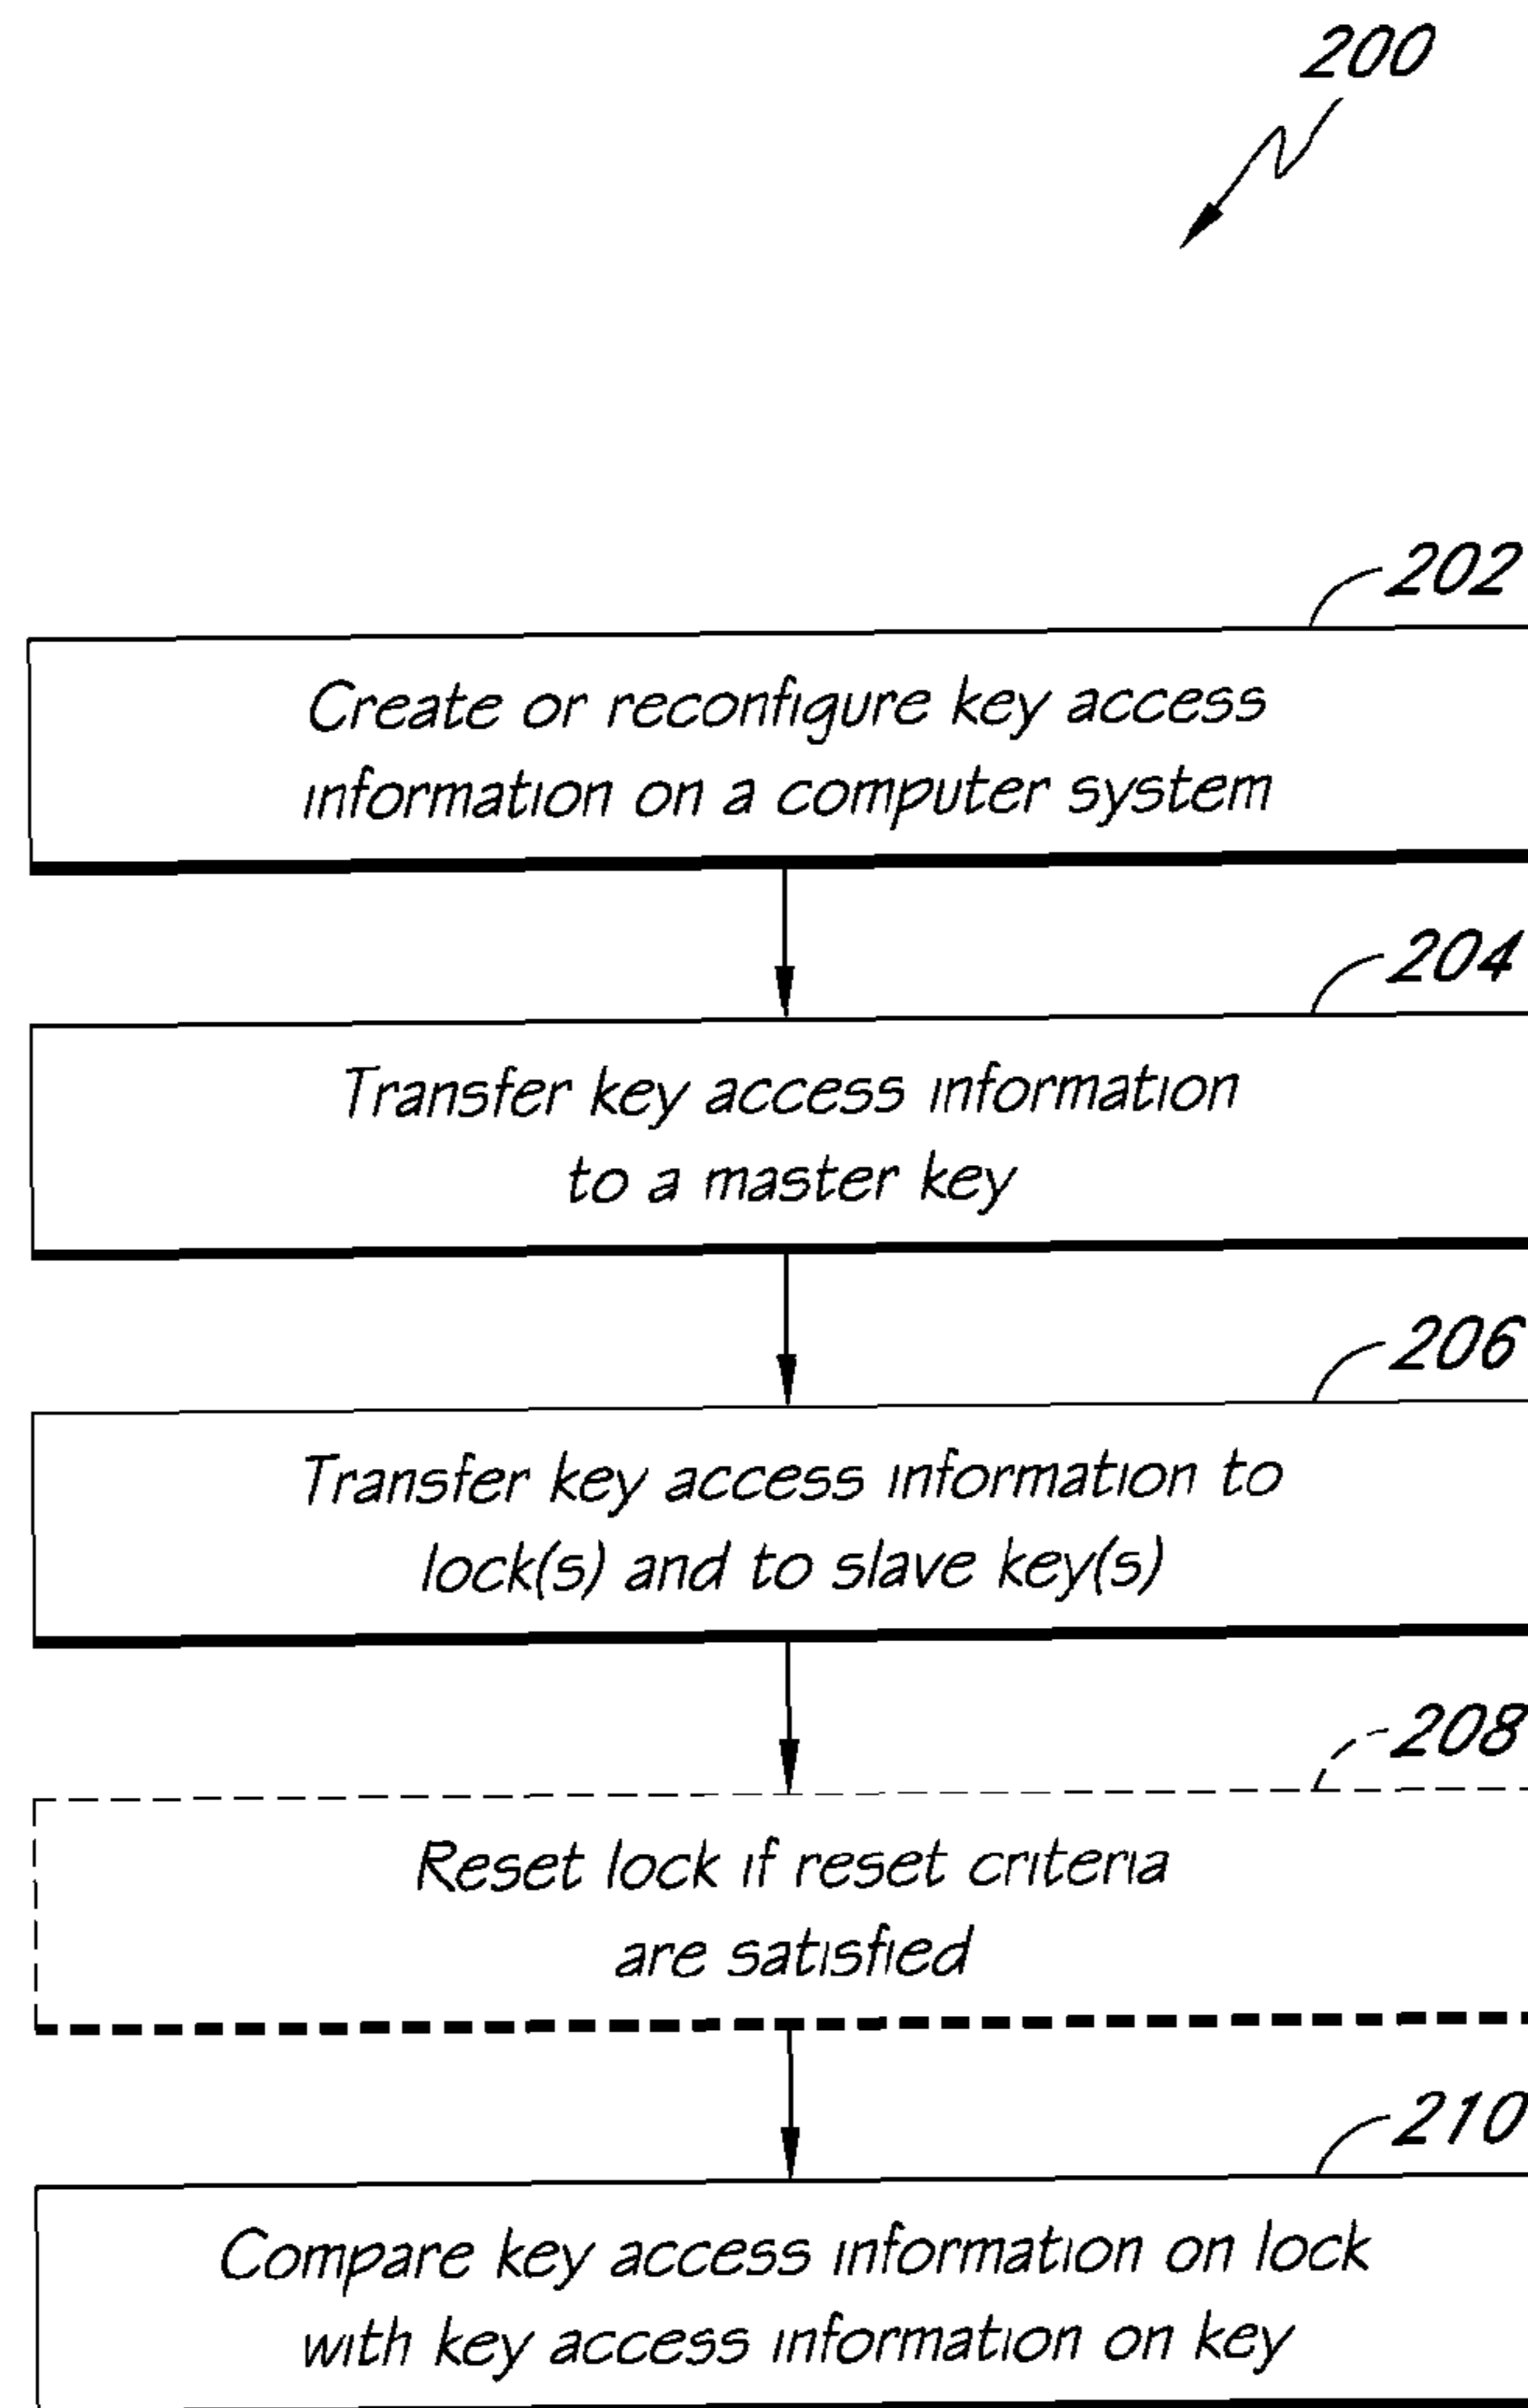 200
202
Create or reconfigure key access
information on a computer system
204
Transfer key access information
to a master key
206
Transfer key access information to
lock(s) and to slave key(s)
208
Reset lock if reset criteria
are satisfied
210
Compare key access information on lock
with key access information on key